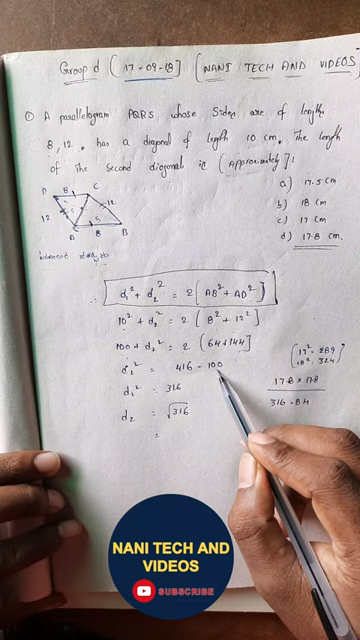 Group d ( 17-09-18 ) ( NANI TECH AND VIDEOS
① A parallelogram PQRS, whose Sides are of length
8, 12, has a diagonal of length 10 cm. The length
of the second diagonal is ( Approximately ) :
a) 17.5 cm
b) 18 cm
c) 17 cm
d) 17.8 cm.
D 8 C
12 5 5 12
A 8 B
∴ d₁² + d₂² = 2 ( AB² + AD² )
10² + d₂² = 2 ( 8² + 12² )
100 + d₂² = 2 ( 64 + 144 )
d₂² = 416 - 100
d₂² = 316
d₂ = √316
=
( 17² = 289
18² = 324 )
17.8 × 17.8
316.84
NANI TECH AND
VIDEOS
SUBSCRIBE